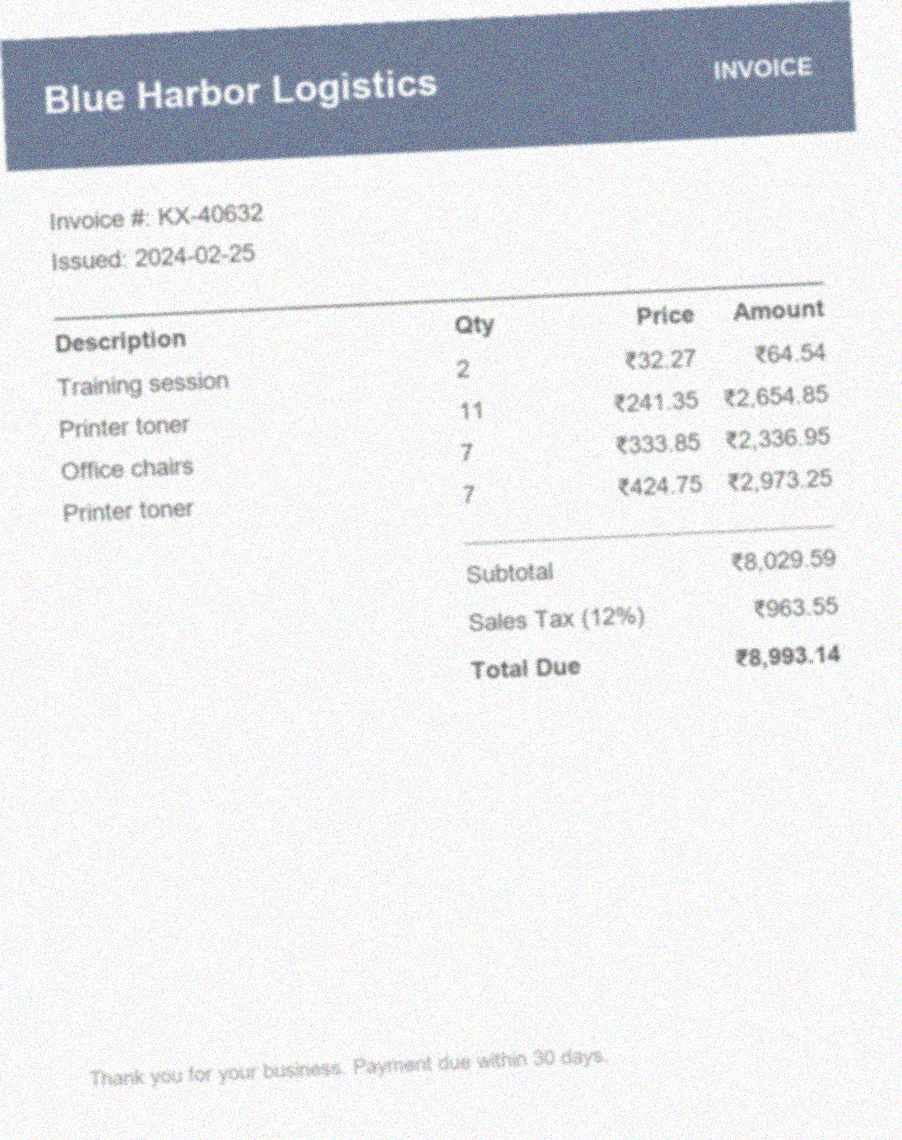 Blue Harbor Logistics INVOICE
Invoice #: KX-40632
Issued: 2024-02-25
Description Qty Price Amount
Training session 2 ₹32.27 ₹64.54
Printer toner 11 ₹241.35 ₹2,654.85
Office chairs 7 ₹333.85 ₹2,336.95
Printer toner 7 ₹424.75 ₹2,973.25
Subtotal ₹8,029.59
Sales Tax (12%) ₹963.55
Total Due ₹8,993.14
Thank you for your business. Payment due within 30 days.